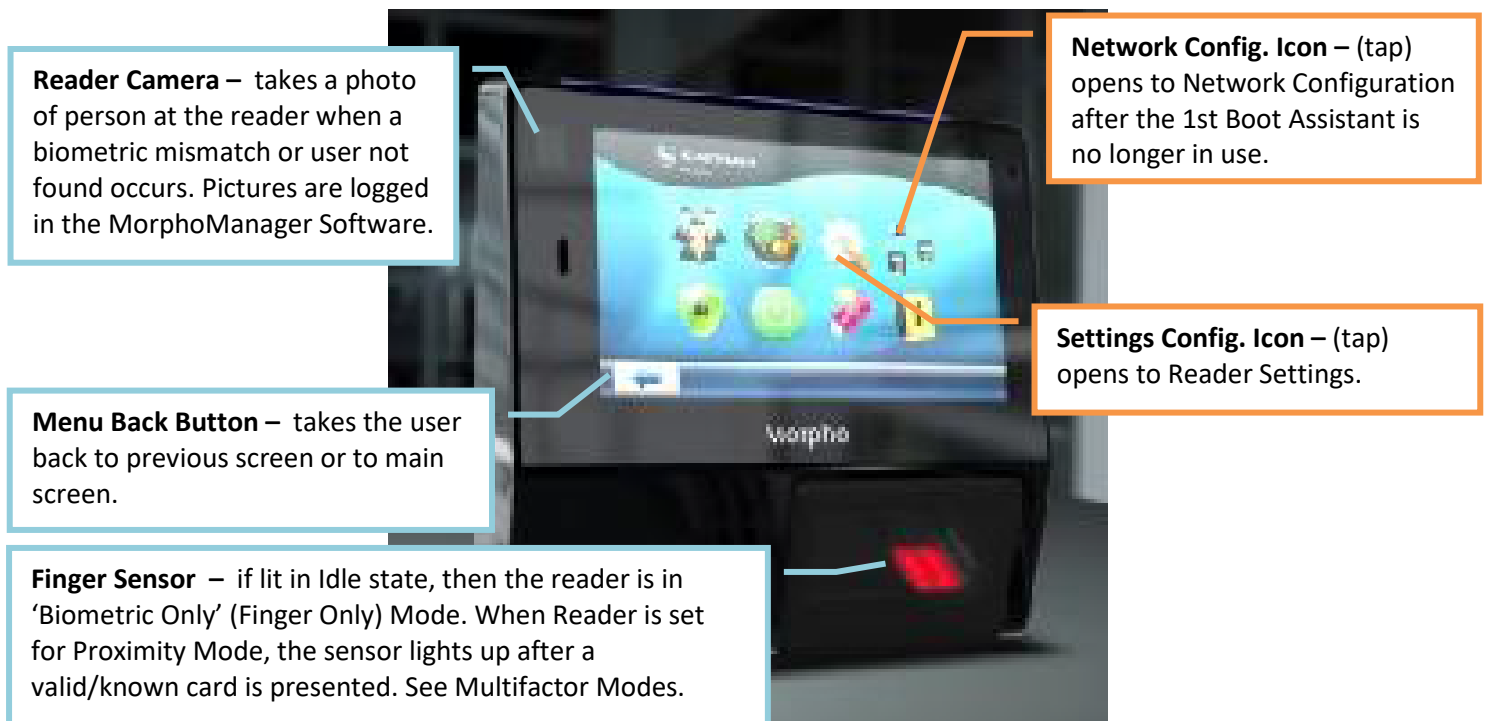 Reader Camera – takes a photo
of person at the reader when a
biometric mismatch or user not
found occurs. Pictures are logged
in the MorphoManager Software.
Network Config. Icon – (tap)
opens to Network Configuration
after the 1st Boot Assistant is
no longer in use.
Settings Config. Icon – (tap)
opens to Reader Settings.
Menu Back Button – takes the user
back to previous screen or to main
screen.
Morpho
Finger Sensor – if lit in Idle state, then the reader is in
‘Biometric Only’ (Finger Only) Mode. When Reader is set
for Proximity Mode, the sensor lights up after a
valid/known card is presented. See Multifactor Modes.